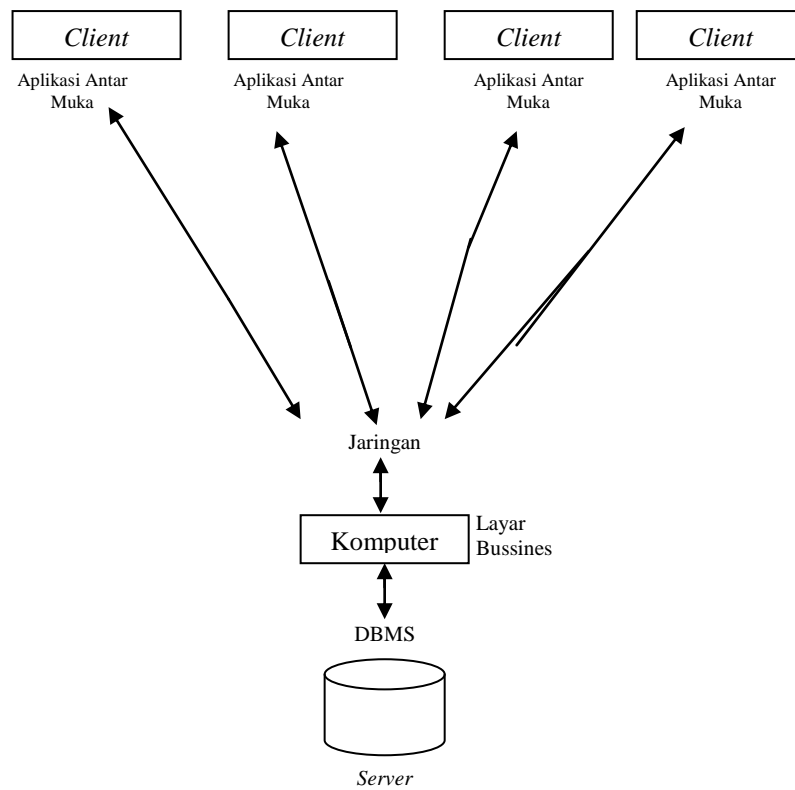 Client
Client
Client
Client
Aplikasi Antar
Muka
Aplikasi Antar
Muka
Aplikasi Antar
Muka
Aplikasi Antar
Muka
Jaringan
Komputer
Layar
Bussines
DBMS
Server